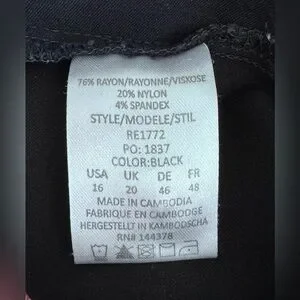 76% RAYON/RAYONNE/VISKOSE
20% NYLON
4% SPANDEX
STYLE/MODELE/STIL
RE1772
PO: 1837
COLOR:BLACK
USA UK DE FR
16 20 46 48
MADE IN CAMBODIA
FABRIQUE EN CAMBODGE
HERGESTELLT IN KAMBODSCHA
RN# 144378